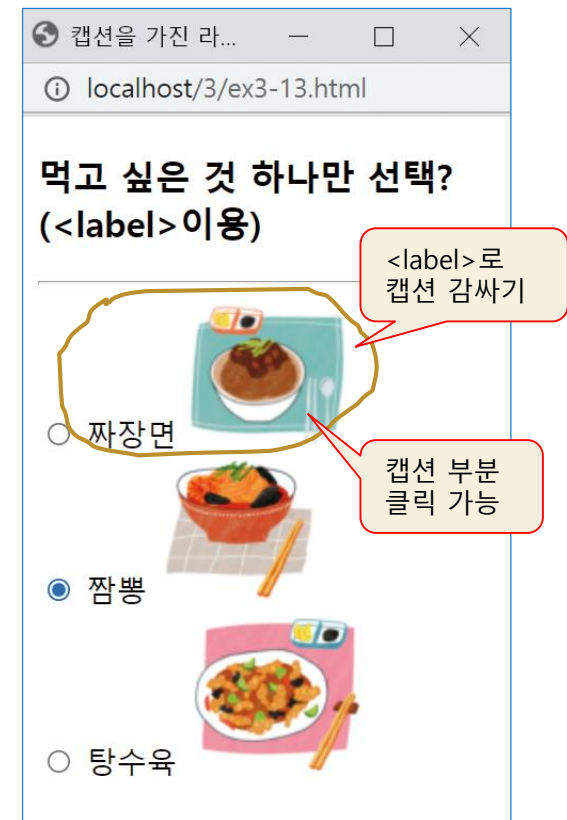 캡션을 가진 라...
localhost/3/ex3-13.html
먹고 싶은 것 하나만 선택?
(<label>이용)
<label>로
캡션 감싸기
짜장면
캡션 부분
클릭 가능
짬뽕
탕수육